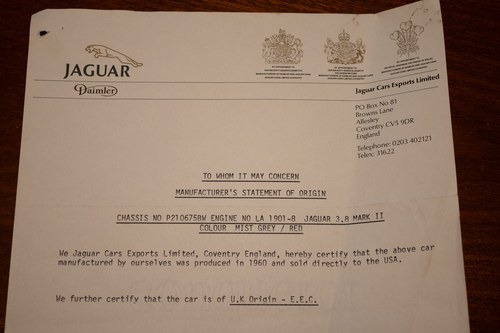 JAGUAR
Daimler
Jaguar Cars Exports Limited
PO Box No 81
Browns Lane
Allesley
Coventry CV5 9DR
England
Telephone: 0203 402121
Telex: 31622
TO WHOM IT MAY CONCERN
MANUFACTURER'S STATEMENT OF ORIGIN
CHASSIS NO P210675BW ENGINE NO LA 1901-8 JAGUAR 3.8 MARK II
COLOUR MIST GREY / RED
We Jaguar Cars Exports Limited, Coventry England, hereby certify that the above car
manufactured by ourselves was produced in 1960 and sold directly to the USA.
We further certify that the car is of U.K Origin - E.E.C.